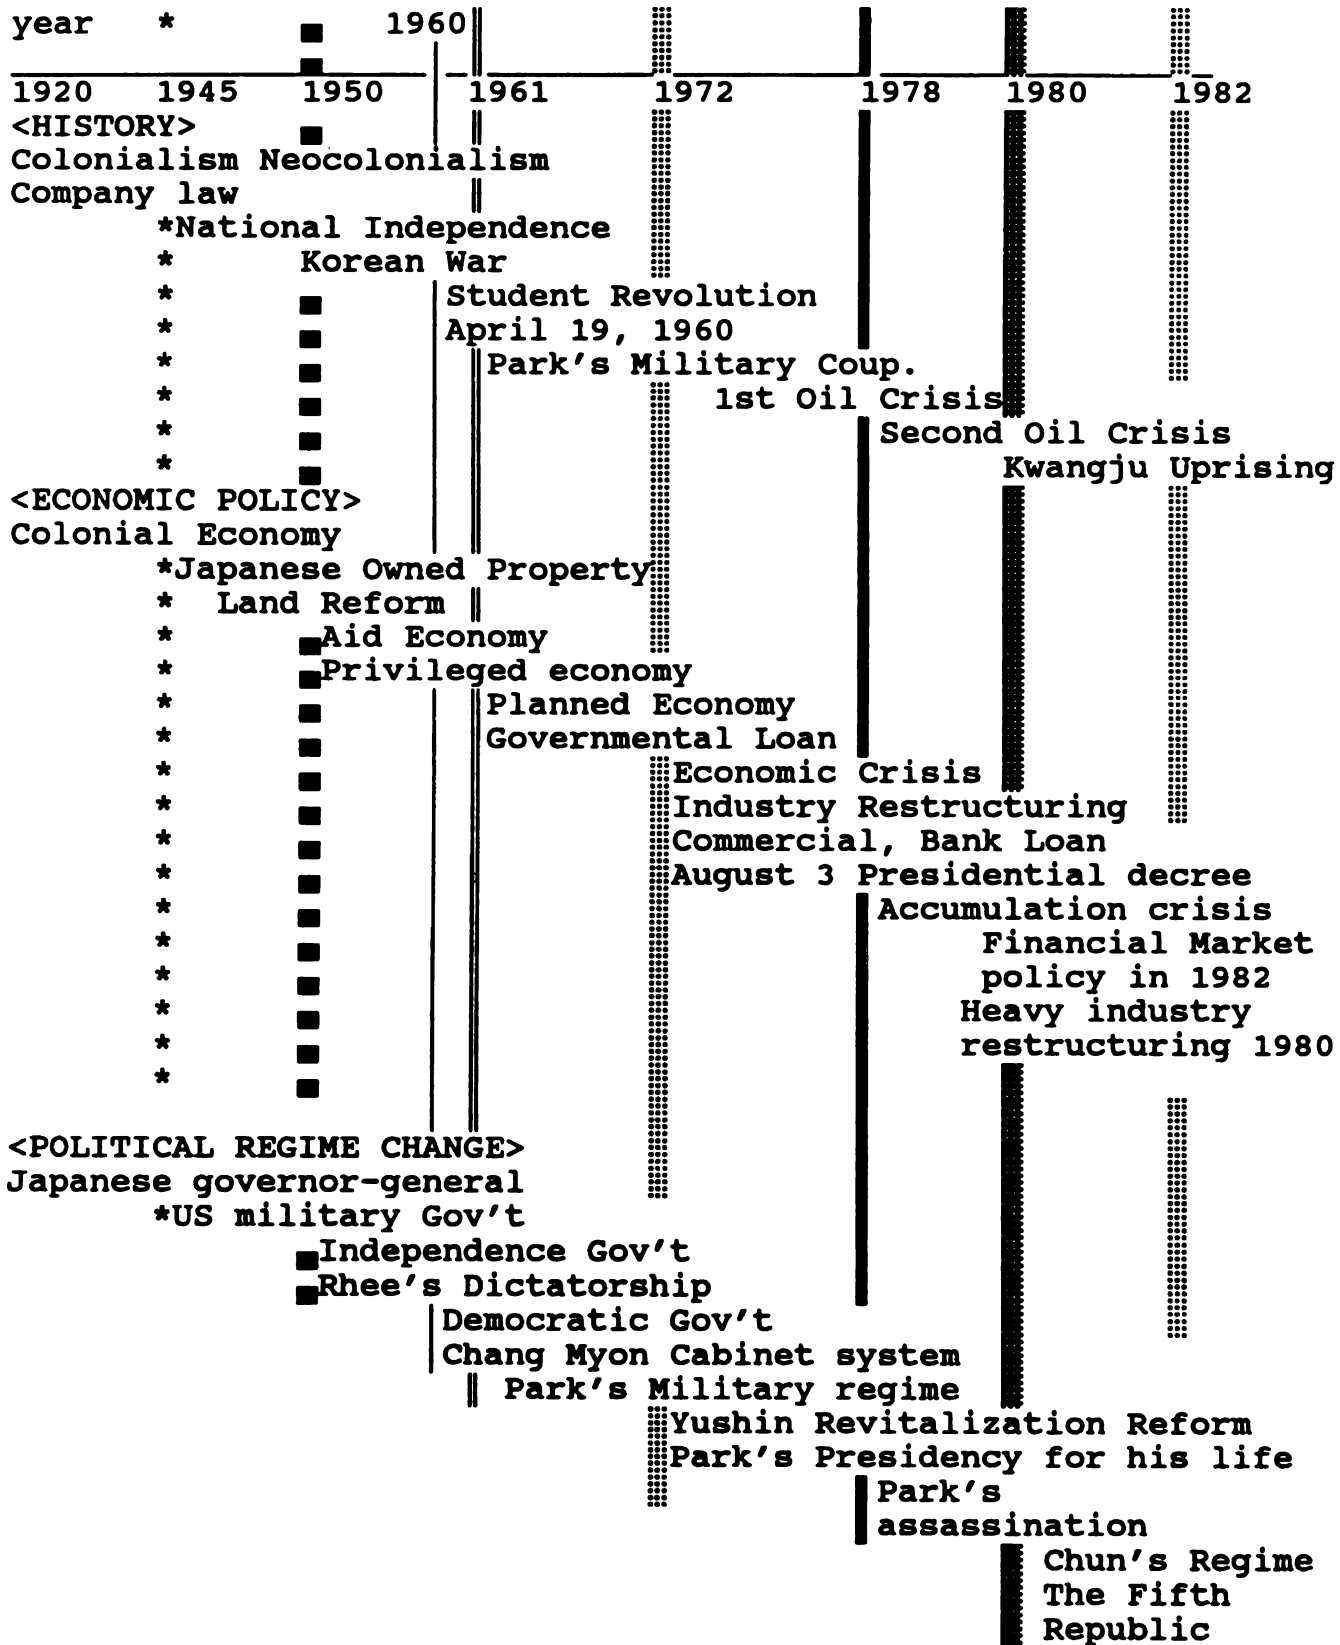 year * 1960
1920 1945 1950 1961 1972 1978 1980 1982
<HISTORY>
Colonialism Neocolonialism
Company law
*National Independence
* Korean War
* Student Revolution
* April 19, 1960
* Park's Military Coup.
* 1st Oil Crisis
* Second Oil Crisis
* Kwangju Uprising
<ECONOMIC POLICY>
Colonial Economy
*Japanese Owned Property
* Land Reform
* Aid Economy
* Privileged economy
* Planned Economy
* Governmental Loan
* Economic Crisis
* Industry Restructuring
* Commercial, Bank Loan
* August 3 Presidential decree
* Accumulation crisis
* Financial Market
* policy in 1982
* Heavy industry
* restructuring 1980
*
<POLITICAL REGIME CHANGE>
Japanese governor-general
*US military Gov't
Independence Gov't
Rhee's Dictatorship
Democratic Gov't
Chang Myon Cabinet system
Park's Military regime
Yushin Revitalization Reform
Park's Presidency for his life
Park's
assassination
Chun's Regime
The Fifth
Republic